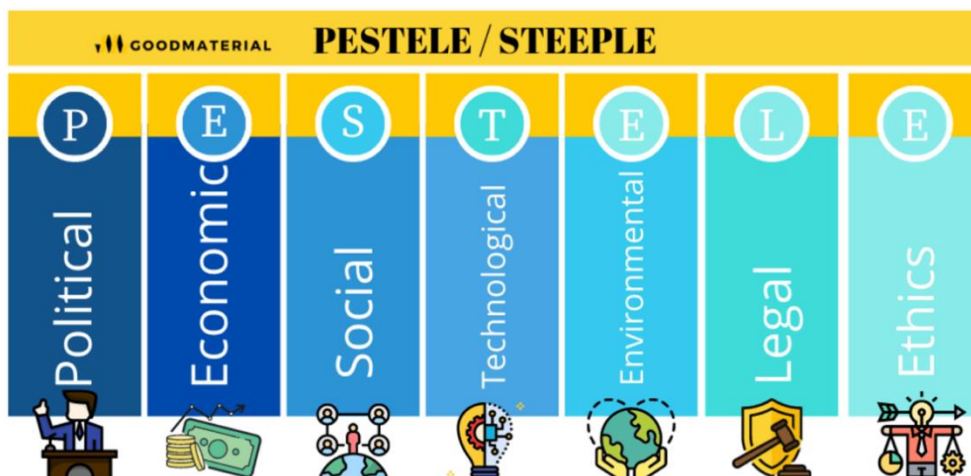 GOODMATERIAL
PESTELE / STEEPLE
P
E
S
T
E
L
E
Political
Economic
Social
Technological
Environmental
Legal
Ethics